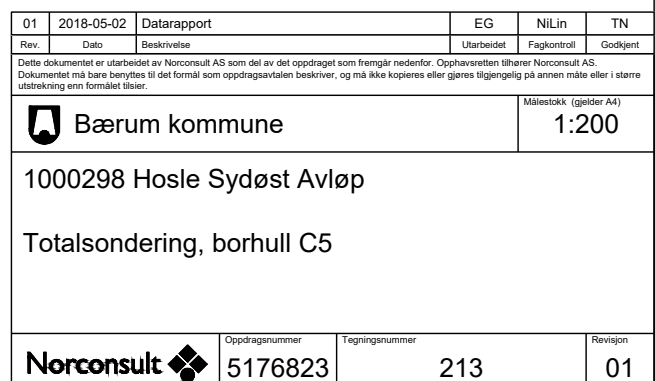 01 2018-05-02 Datarapport EG NiLin TN
Rev. Dato Beskrivelse Utarbeidet Fagkontroll Godkjent
Dette dokumentet er utarbeidet av Norconsult AS som del av det oppdraget som fremgår nedenfor. Opphavsretten tilhører Norconsult AS.
Dokumentet må bare benyttes til det formål som oppdragsavtalen beskriver, og må ikke kopieres eller gjøres tilgjengelig på annen måte eller i større
utstrekning enn formålet tilsier.
Målestokk (gjelder A4)
Bærum kommune 1:200
1000298 Hosle Sydøst Avløp
Totalsondering, borhull C5
Oppdragsnummer Tegningsnummer Revisjon
Norconsult 5176823 213 01